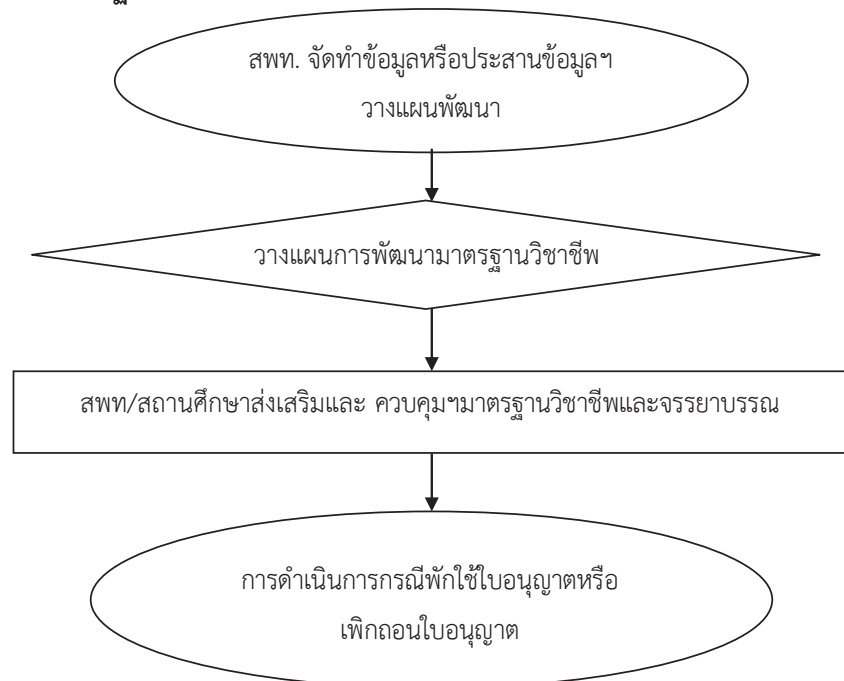 สพท. จัดทำข้อมูลหรือประสานข้อมูลฯ
วางแผนพัฒนา
วางแผนการพัฒนามาตรฐานวิชาชีพ
สพท/สถานศึกษาส่งเสริมและ ควบคุมฯมาตรฐานวิชาชีพและจรรยาบรรณ
การดำเนินการกรณีพักใช้ใบอนุญาตหรือ
เพิกถอนใบอนุญาต